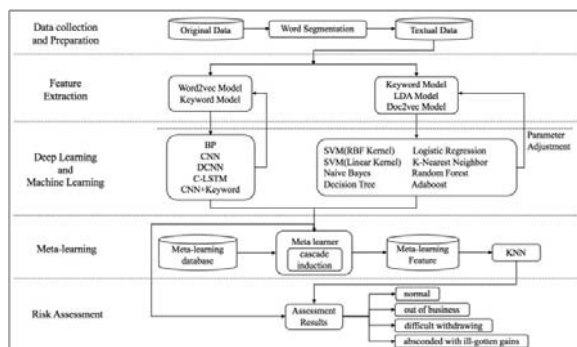 Data collection
and Preparation
Original Data
Word Segmentation
Textual Data
Feature
Extraction
Word2vec Model
Keyword Model
Keyword Model
LDA Model
Doc2vec Model
Deep Learning
and
Machine Learning
BP
CNN
DCNN
C-LSTM
CNN+Keyword
SVM(RBF Kernel)
SVM(Linear Kernel)
Naive Bayes
Decision Tree
Logistic Regression
K-Nearest Neighbor
Random Forest
Adaboost
Parameter
Adjustment
Meta-learning
Meta-learning
database
Meta learner
cascade
induction
Meta-learning
Feature
KNN
Risk Assessment
Assessment
Results
normal
out of business
difficult withdrawing
absconded with ill-gotten gains